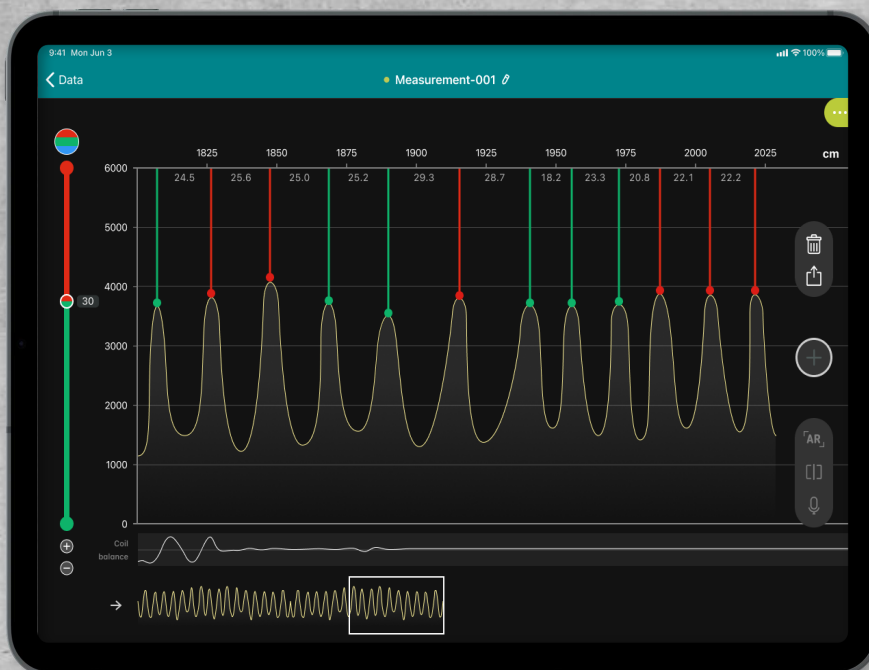 9:41 Mon Jun 3
100%
Data
Measurement-001
1825 1850 1875 1900 1925 1950 1975 2000 2025 cm
6000
24.5 25.6 25.0 25.2 29.3 28.7 18.2 23.3 20.8 22.1 22.2
5000
4000
30
3000
2000
AR
1000
0
Coil
balance